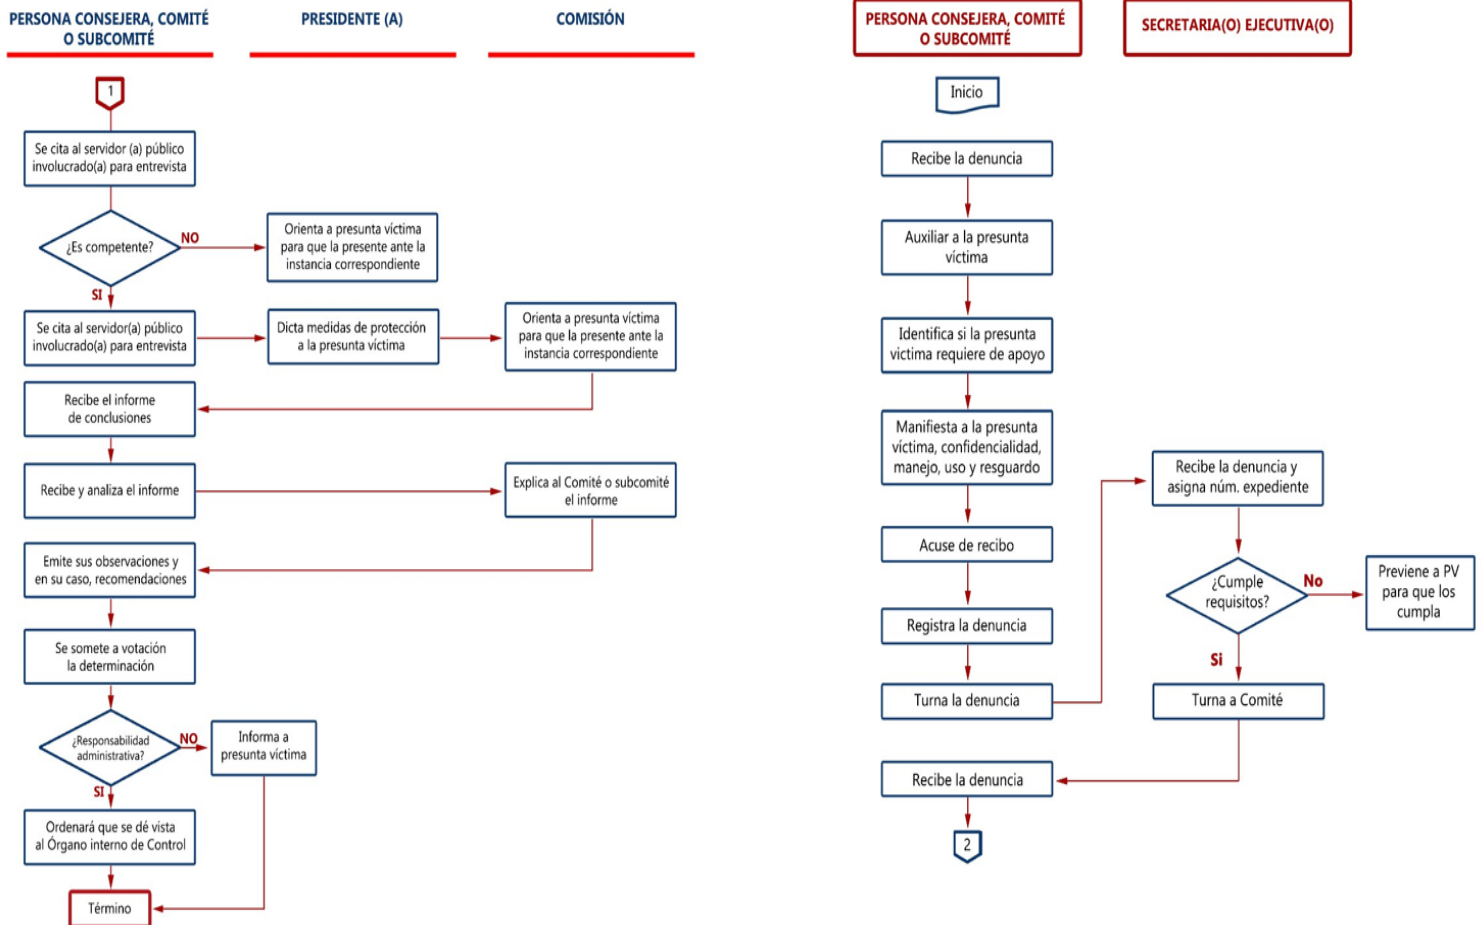 PERSONA CONSEJERA, COMITÉ
O SUBCOMITÉ
PRESIDENTE (A)
COMISIÓN
1
Se cita al servidor (a) público
involucrado(a) para entrevista
¿Es competente?
NO
Orienta a presunta víctima
para que la presente ante la
instancia correspondiente
SI
Se cita al servidor(a) público
involucrado(a) para entrevista
Dicta medidas de protección
a la presunta víctima
Orienta a presunta víctima
para que la presente ante la
instancia correspondiente
Recibe el informe
de conclusiones
Recibe y analiza el informe
Explica al Comité o subcomité
el informe
Emite sus observaciones y
en su caso, recomendaciones
Se somete a votación
la determinación
¿Responsabilidad
administrativa?
NO
Informa a
presunta víctima
SI
Ordenará que se dé vista
al Órgano interno de Control
Término
PERSONA CONSEJERA, COMITÉ
O SUBCOMITÉ
SECRETARIA(O) EJECUTIVA(O)
Inicio
Recibe la denuncia
Auxiliar a la presunta
víctima
Identifica si la presunta
victima requiere de apoyo
Manifiesta a la presunta
víctima, confidencialidad,
manejo, uso y resguardo
Acuse de recibo
Registra la denuncia
Turna la denuncia
Recibe la denuncia y
asigna núm. expediente
¿Cumple
requisitos?
No
Previene a PV
para que los
cumpla
Si
Turna a Comité
Recibe la denuncia
2